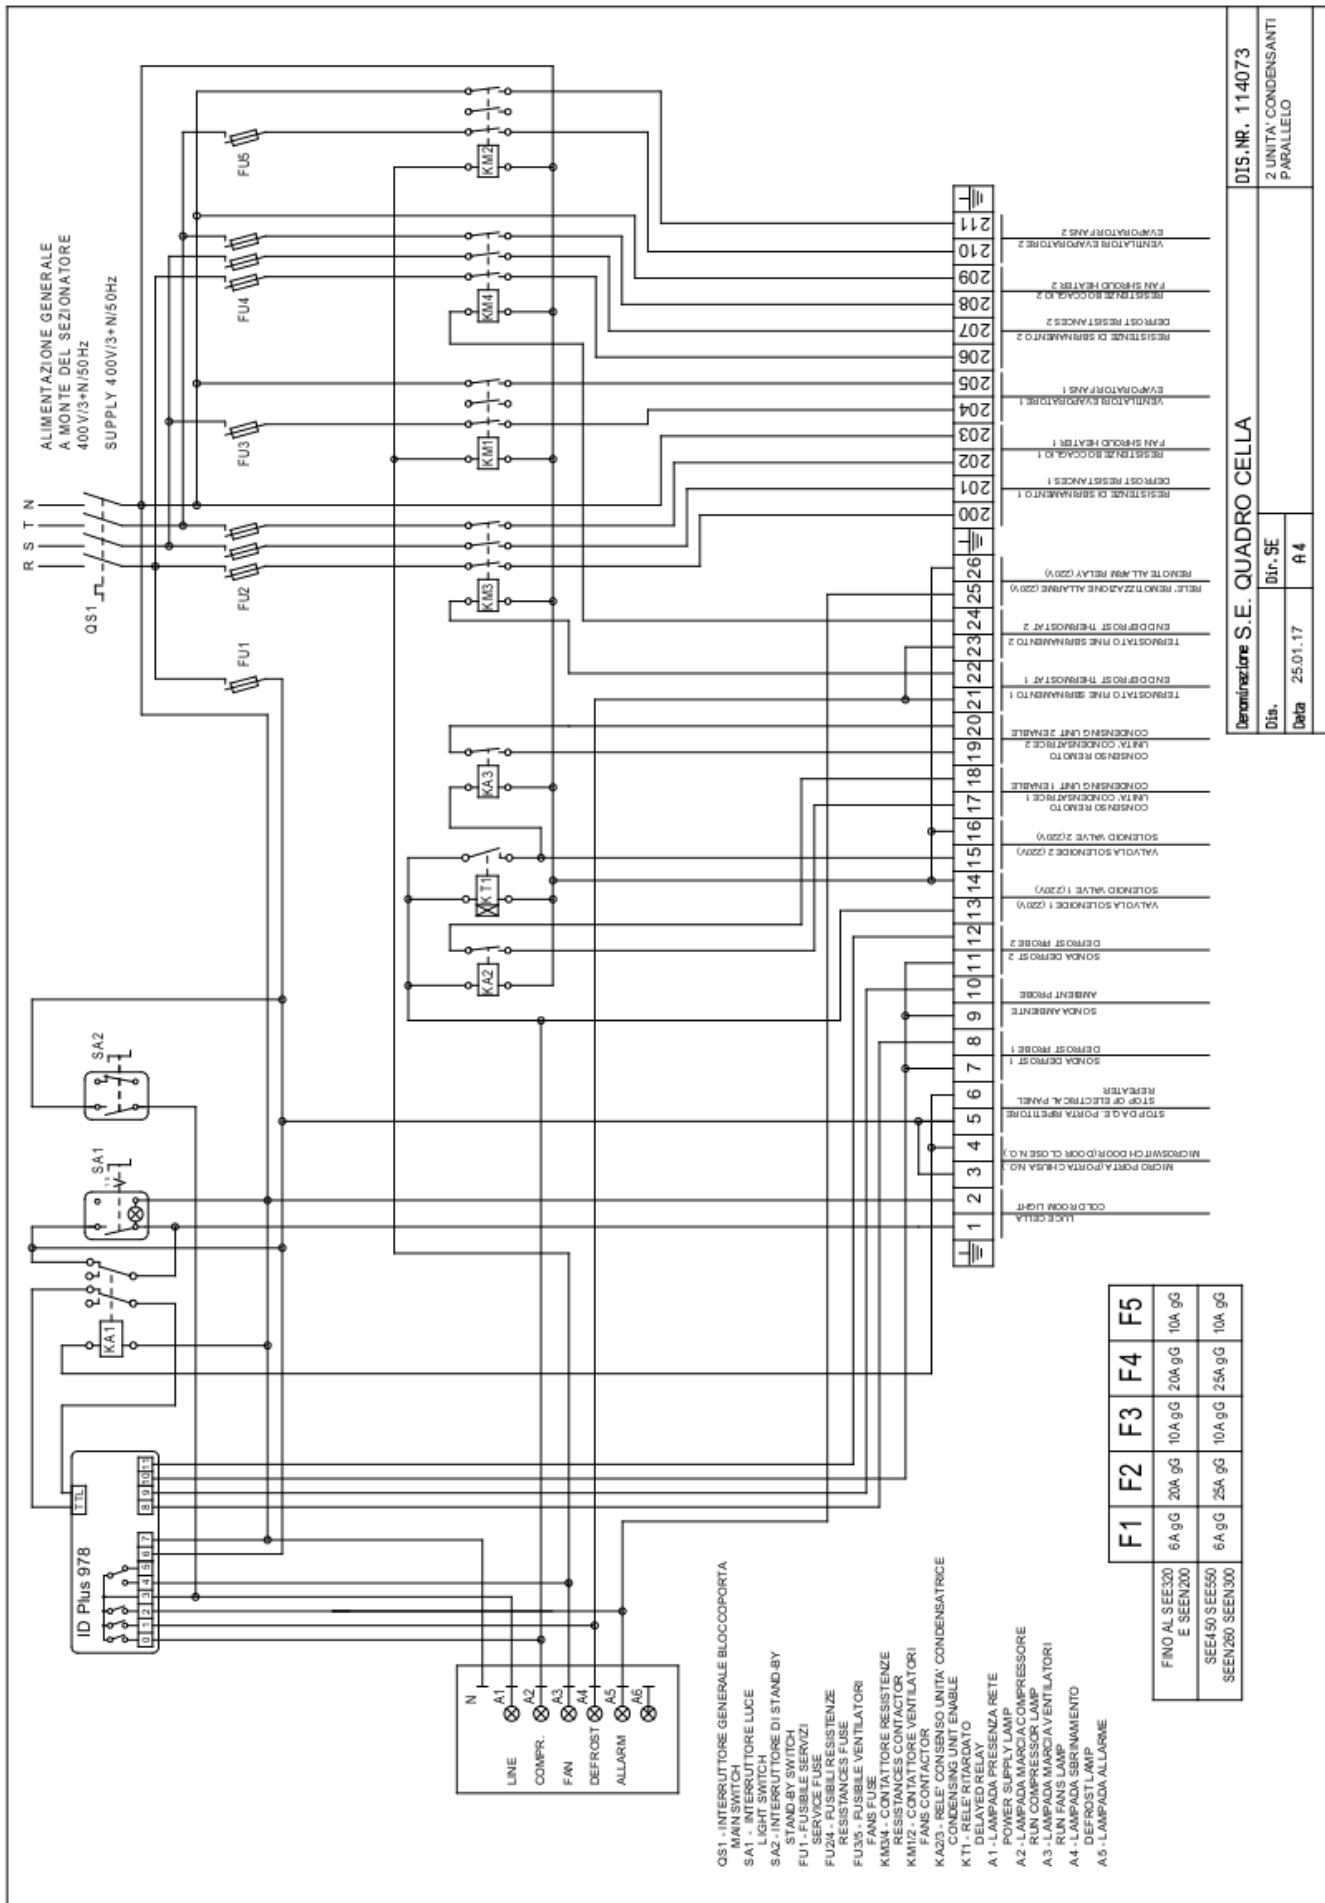 ALIMENTAZIONE GENERALE
A MONTE DEL SEZIONATORE
400V/3+N/50Hz
SUPPLY 400V/3+N/50Hz
R S T N
QS1
FU1
FU2
FU3
FU4
FU5
SA1
1 2
SA2
KA1
KA2
KT1
KA3
KM3
KM1
KM4
KM2
ID Plus 978
TTL
0 1 2 3 4 5 6 7
8 9 10 11
N
A1
A2
A3
A4
A5
A6
LINE
COMPR.
FAN
DEFROST
ALLARM
1 2 3 4 5 6 7 8 9 10 11 12 13 14 15 16 17 18 19 20 21 22 23 24 25 26
200 201 202 203 204 205 206 207 208 209 210 211
LUCE CELLA
COLD ROOM LIGHT
MICRO PORTA (PORTA CHIUSA N.O.)
MICROSWITCH DOOR (DOOR CLOSE N.O.)
STOP DA Q.E. PORTA RIPETITORE
STOP OF ELECTRICAL PANEL
REPEATER
SONDA DEFROST 1
DEFROST PROBE 1
SONDA AMBIENTE
AMBIENT PROBE
SONDA DEFROST 2
DEFROST PROBE 2
VALVOLA SOLENOIDE 1 (220V)
SOLENOID VALVE 1 (220V)
VALVOLA SOLENOIDE 2 (220V)
SOLENOID VALVE 2 (220V)
CONSENSO REMOTO
UNITA' CONDENSATRICE 1
CONDENSING UNIT 1 ENABLE
CONSENSO REMOTO
UNITA' CONDENSATRICE 2
CONDENSING UNIT 2 ENABLE
TERMOSTATO FINE SBRINAMENTO 1
END DEFROST THERMOSTAT 1
TERMOSTATO FINE SBRINAMENTO 2
END DEFROST THERMOSTAT 2
RELE' REMOTIZZAZIONE ALLARME (220V)
REMOTE ALLARM RELAY (220V)
RESISTENZE DI SBRINAMENTO 1
DEFROST RESISTANCES 1
RESISTENZE BOCCAGLIO 1
FAN SHROUD HEATER 1
VENTILATORI EVAPORATORE 1
EVAPORATOR FANS 1
RESISTENZE DI SBRINAMENTO 2
DEFROST RESISTANCES 2
RESISTENZE BOCCAGLIO 2
FAN SHROUD HEATER 2
VENTILATORI EVAPORATORE 2
EVAPORATOR FANS 2
QS1 - INTERRUTTORE GENERALE BLOCCOPORTA
MAIN SWITCH
SA1 - INTERRUTTORE LUCE
LIGHT SWITCH
SA2 - INTERRUTTORE DI STAND-BY
STAND-BY SWITCH
FU1 - FUSIBILE SERVIZI
SERVICE FUSE
FU2/4 - FUSIBILI RESISTENZE
RESISTANCES FUSE
FU3/5 - FUSIBILE VENTILATORI
FANS FUSE
KM3/4 - CONTATTORE RESISTENZE
RESISTANCES CONTACTOR
KM1/2 - CONTATTORE VENTILATORI
FANS CONTACTOR
KA2/3 - RELE' CONSENSO UNITA' CONDENSATRICE
CONDENSING UNIT ENABLE
KT1 - RELE' RITARDATO
DELAYED RELAY
A1 - LAMPADA PRESENZA RETE
POWER SUPPLY LAMP
A2 - LAMPADA MARCIA COMPRESSORE
RUN COMPRESSOR LAMP
A3 - LAMPADA MARCIA VENTILATORI
RUN FANS LAMP
A4 - LAMPADA SBRINAMENTO
DEFROST LAMP
A5 - LAMPADA ALLARME
F1 F2 F3 F4 F5
FINO AL SEE320
E SEEN200
6A gG 20A gG 10A gG 20A gG 10A gG
SEE450 SEE550
SEEN260 SEEN300
6A gG 25A gG 10A gG 25A gG 10A gG
Denominazione S.E. QUADRO CELLA
DIS.NR. 114073
Dis.
Dir. SE
2 UNITA' CONDENSANTI
PARALLELO
Data 25.01.17
A4